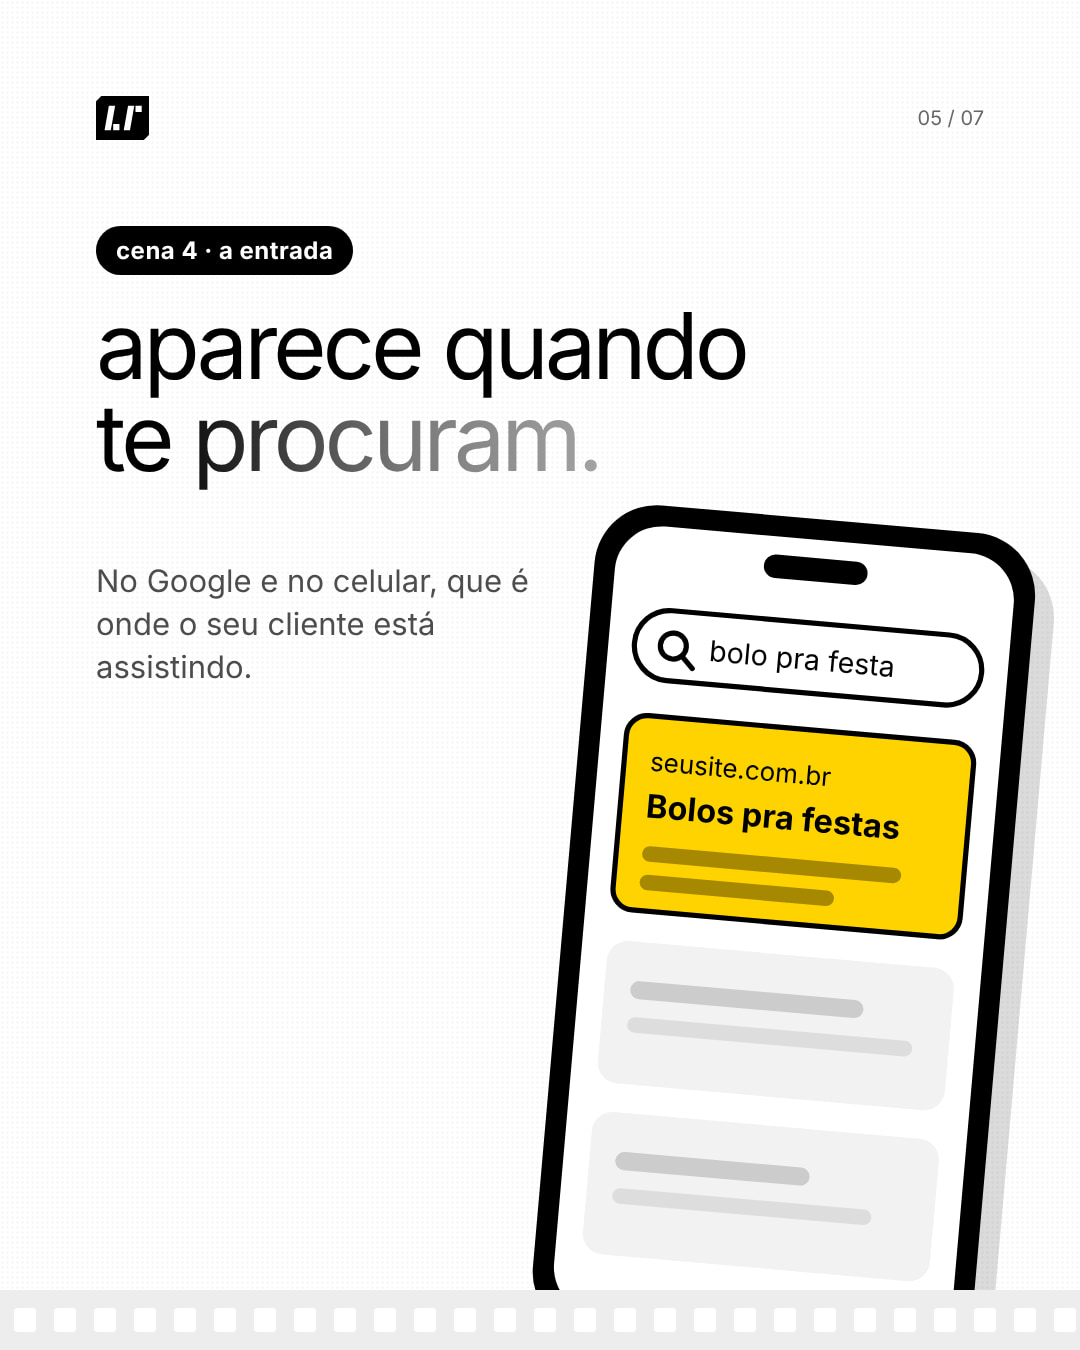 05 / 07
cena 4 · a entrada
aparece quando
te procuram.
No Google e no celular, que é
onde o seu cliente está
assistindo.
bolo pra festa
seusite.com.br
Bolos pra festas